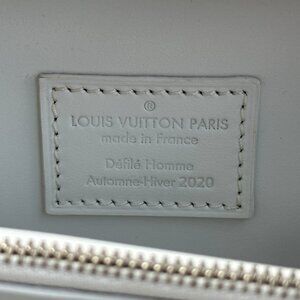 ®
LOUIS VUITTON PARIS
made in France
Défilé Homme
Automne-Hiver 2020